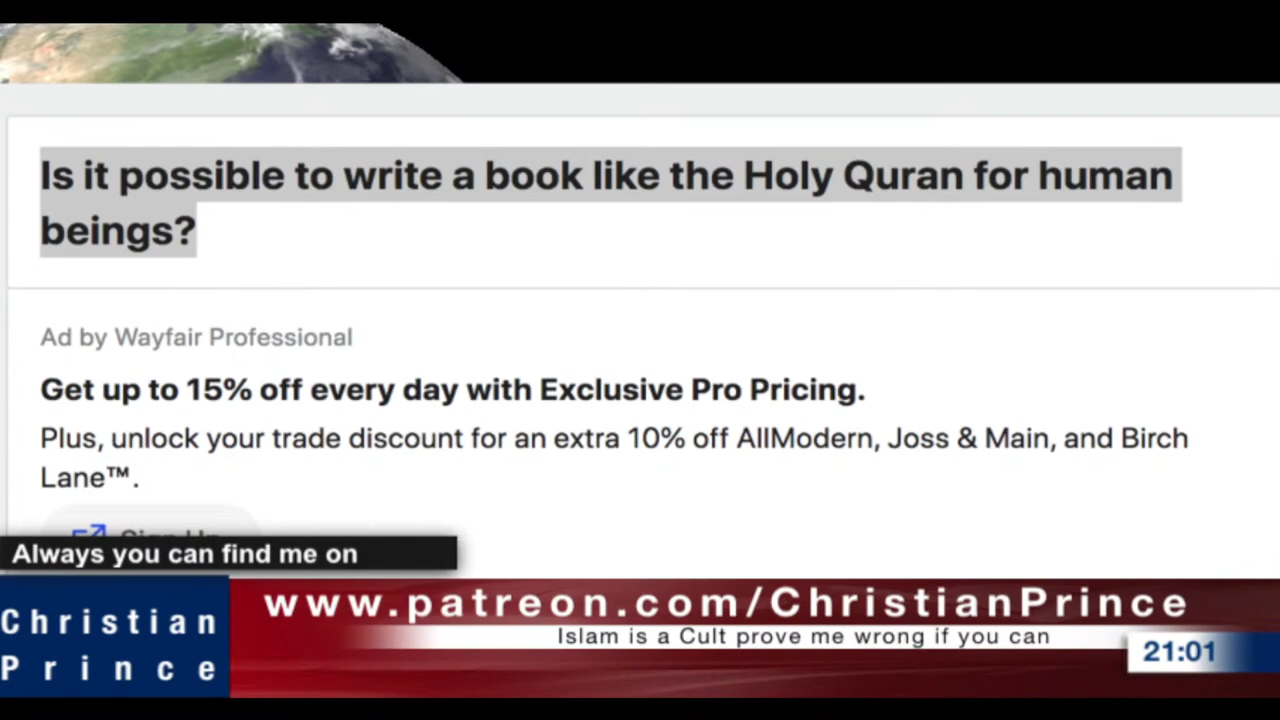 Is it possible to write a book like the Holy Quran for human
beings?
Ad by Wayfair Professional
Get up to 15% off every day with Exclusive Pro Pricing.
Plus, unlock your trade discount for an extra 10% off AllModern, Joss & Main, and Birch
Lane™.
Sign Up
Always you can find me on
www.patreon.com/ChristianPrince
Christian
Prince
Islam is a Cult prove me wrong if you can
21:01